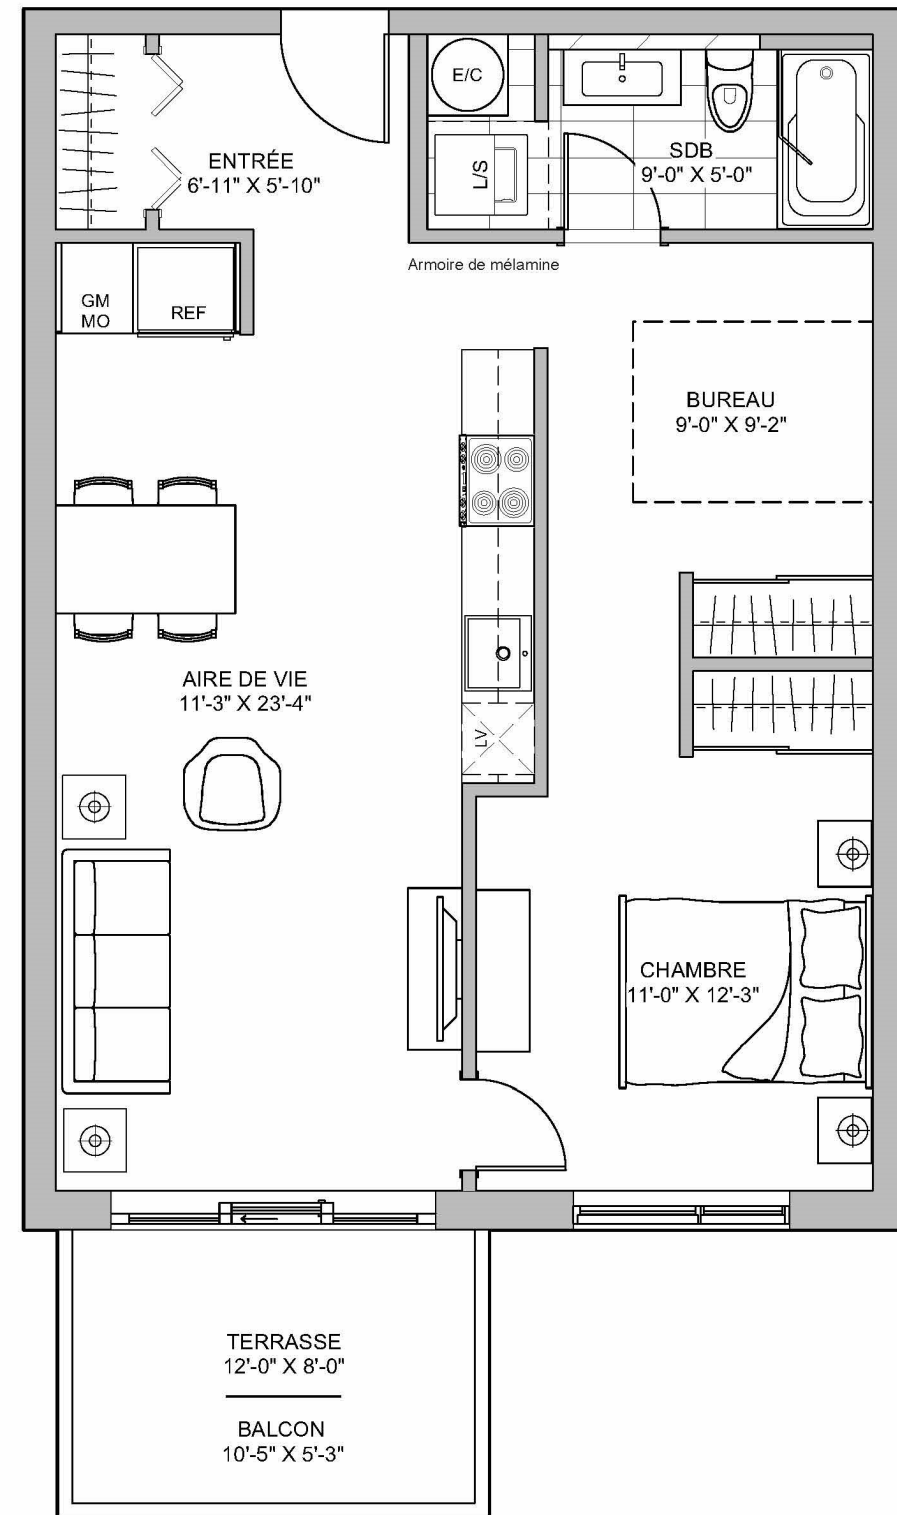 E/C
ENTRÉE
6'-11" X 5'-10"
SDB
9'-0" X 5'-0"
L/S
Armoire de mélamine
GM
MO
REF
BUREAU
9'-0" X 9'-2"
AIRE DE VIE
11'-3" X 23'-4"
LV
CHAMBRE
11'-0" X 12'-3"
TERRASSE
12'-0" X 8'-0"
BALCON
10'-5" X 5'-3"